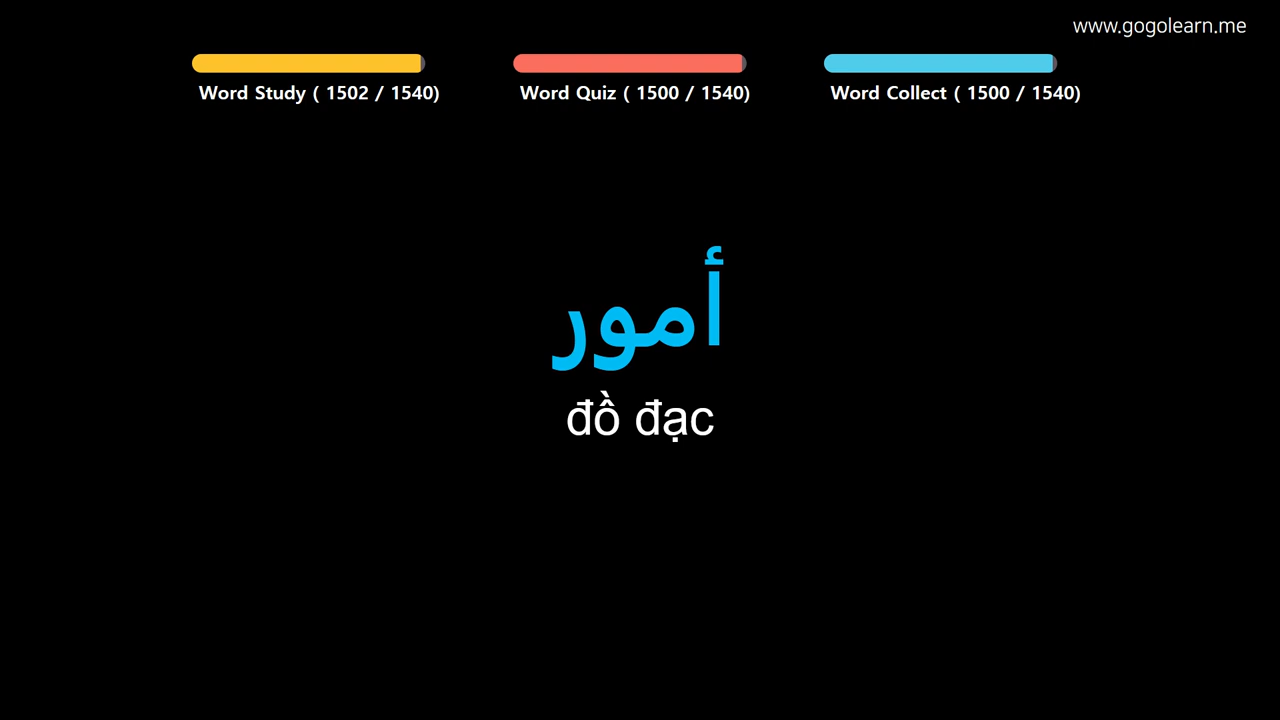 www.gogolearn.me
Word Study ( 1502 / 1540)
Word Quiz ( 1500 / 1540)
Word Collect ( 1500 / 1540)
أمور
đồ đạc